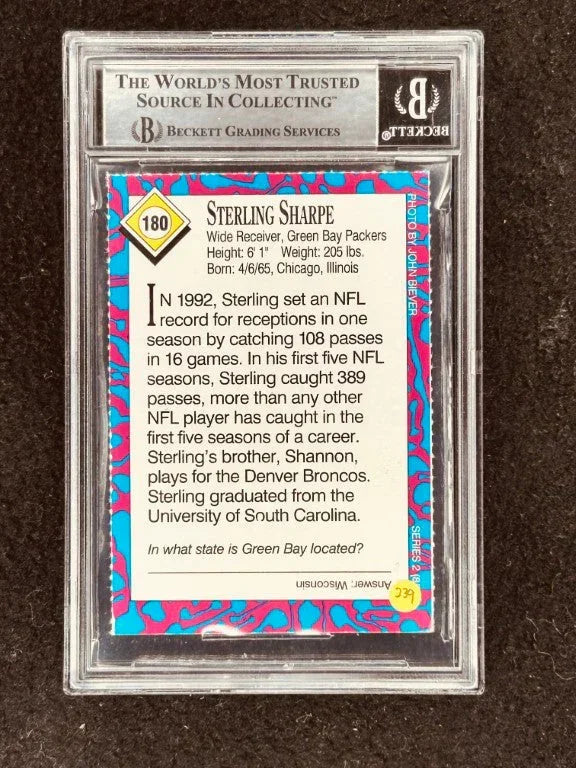 THE WORLD'S MOST TRUSTED
SOURCE IN COLLECTING™
B BECKETT GRADING SERVICES
B
BECKETT®
180
STERLING SHARPE
Wide Receiver, Green Bay Packers
Height: 6' 1" Weight: 205 lbs.
Born: 4/6/65, Chicago, Illinois
IN 1992, Sterling set an NFL
record for receptions in one
season by catching 108 passes
in 16 games. In his first five NFL
seasons, Sterling caught 389
passes, more than any other
NFL player has caught in the
first five seasons of a career.
Sterling's brother, Shannon,
plays for the Denver Broncos.
Sterling graduated from the
University of South Carolina.
In what state is Green Bay located?
Answer: Wisconsin
PHOTO BY JOHN BIEVER
SERIES 2
239